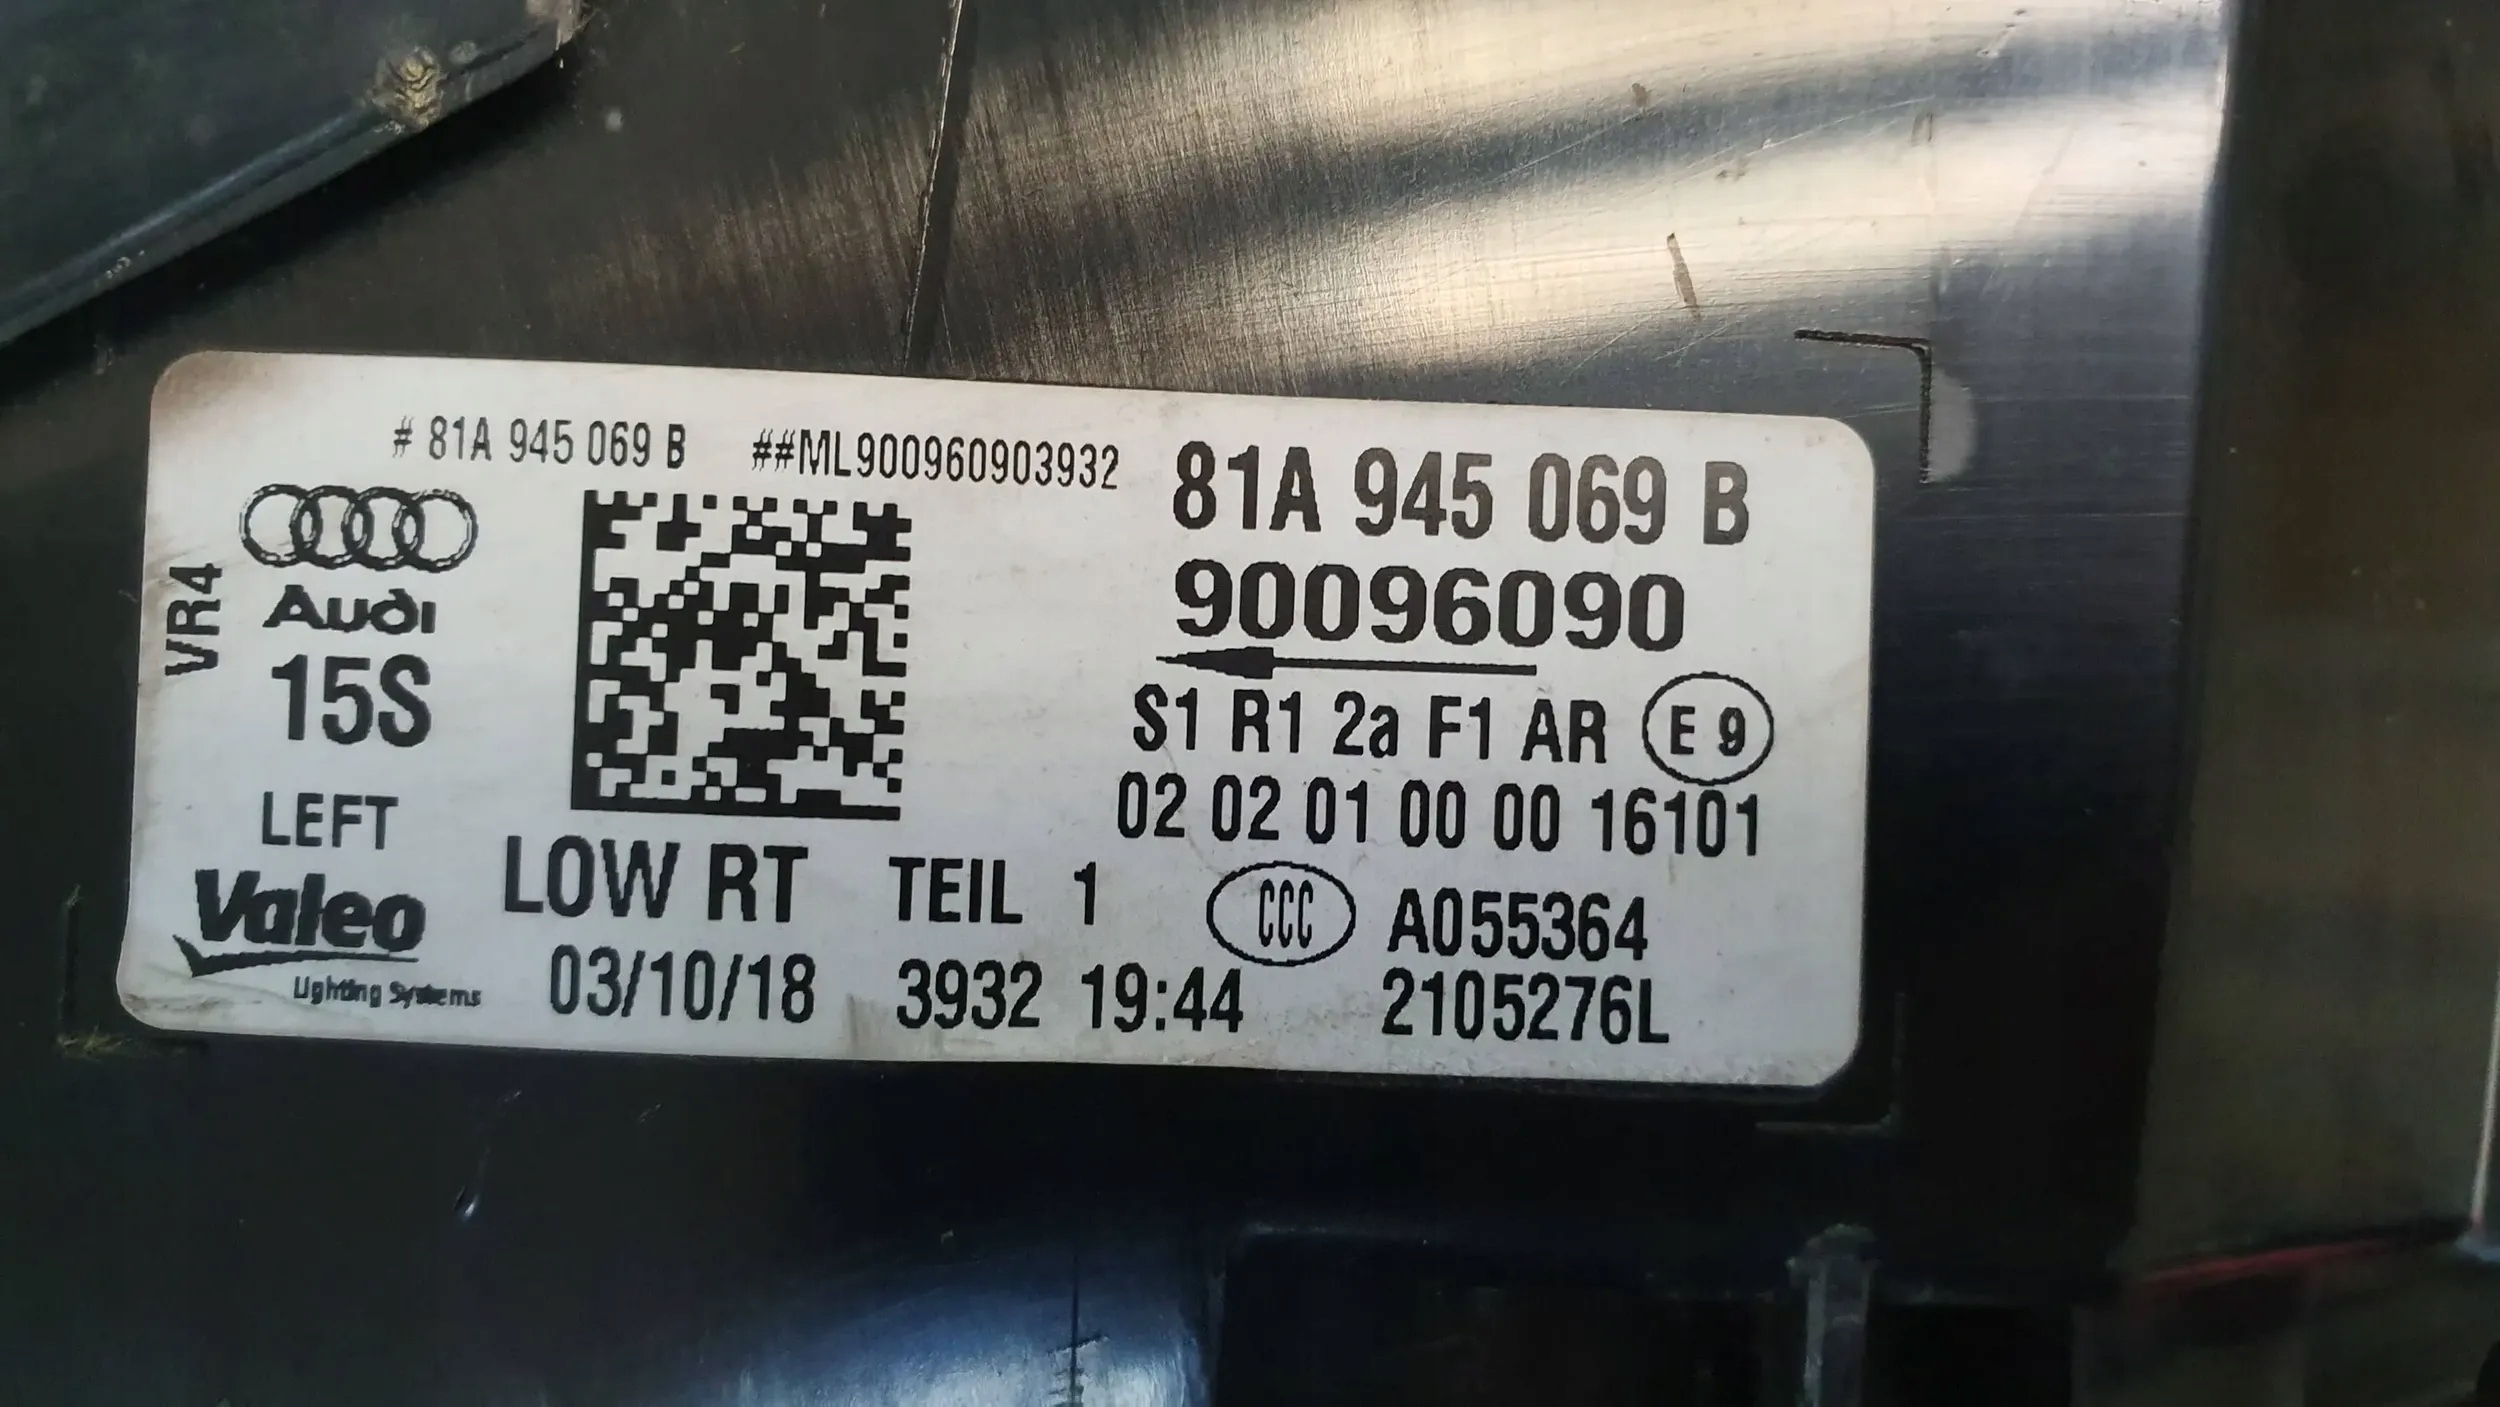 # 81A 945 069 B ##ML900960903932
81A 945 069 B
90096090
VR4
Audi
15S
LEFT
Valeo
Lighting Systems
LOW RT TEIL 1
03/10/18 3932 19:44
S1 R1 2a F1 AR E 9
02 02 01 00 00 16101
CCC A055364
2105276L